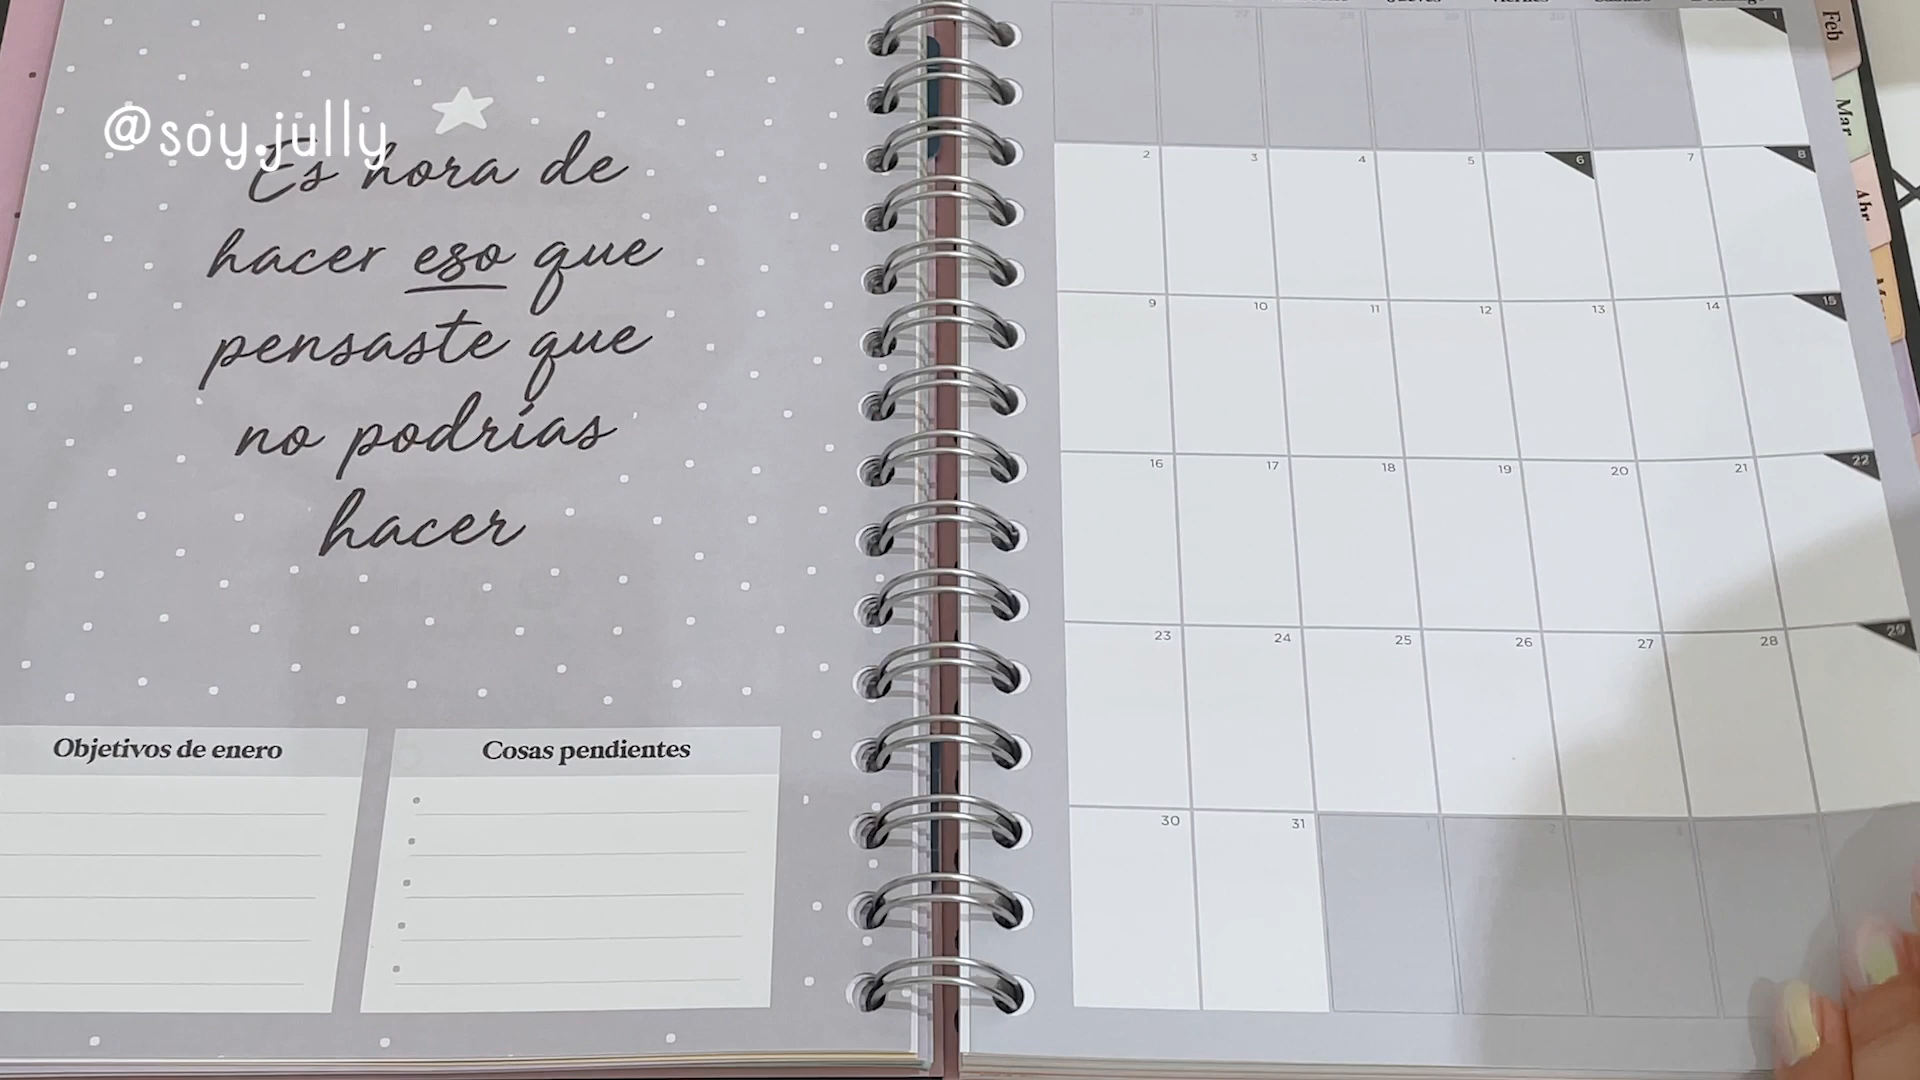 @soy.jully
Es hora de
hacer eso que
pensaste que
no podrías
hacer
Objetivos de enero
Cosas pendientes
1
2 3 4 5 6 7 8
9 10 11 12 13 14 15
16 17 18 19 20 21 22
23 24 25 26 27 28 29
30 31
Feb
Mar
Abr